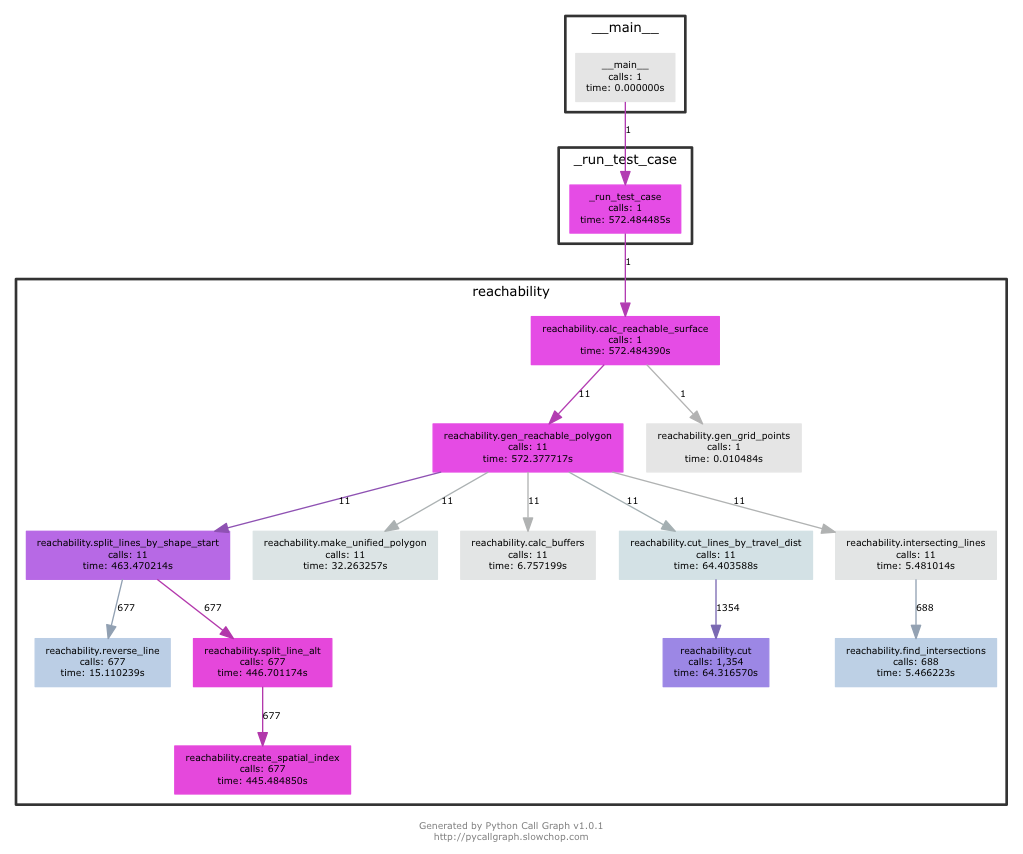 __main__
__main__
calls: 1
time: 0.000000s
1
_run_test_case
_run_test_case
calls: 1
time: 572.484485s
1
reachability
reachability.calc_reachable_surface
calls: 1
time: 572.484390s
11
1
reachability.gen_reachable_polygon
calls: 11
time: 572.377717s
reachability.gen_grid_points
calls: 1
time: 0.010484s
11
11
11
11
11
reachability.split_lines_by_shape_start
calls: 11
time: 463.470214s
reachability.make_unified_polygon
calls: 11
time: 32.263257s
reachability.calc_buffers
calls: 11
time: 6.757199s
reachability.cut_lines_by_travel_dist
calls: 11
time: 64.403588s
reachability.intersecting_lines
calls: 11
time: 5.481014s
677
677
1354
688
reachability.reverse_line
calls: 677
time: 15.110239s
reachability.split_line_alt
calls: 677
time: 446.701174s
reachability.cut
calls: 1,354
time: 64.316570s
reachability.find_intersections
calls: 688
time: 5.466223s
677
reachability.create_spatial_index
calls: 677
time: 445.484850s
Generated by Python Call Graph v1.0.1
http://pycallgraph.slowchop.com